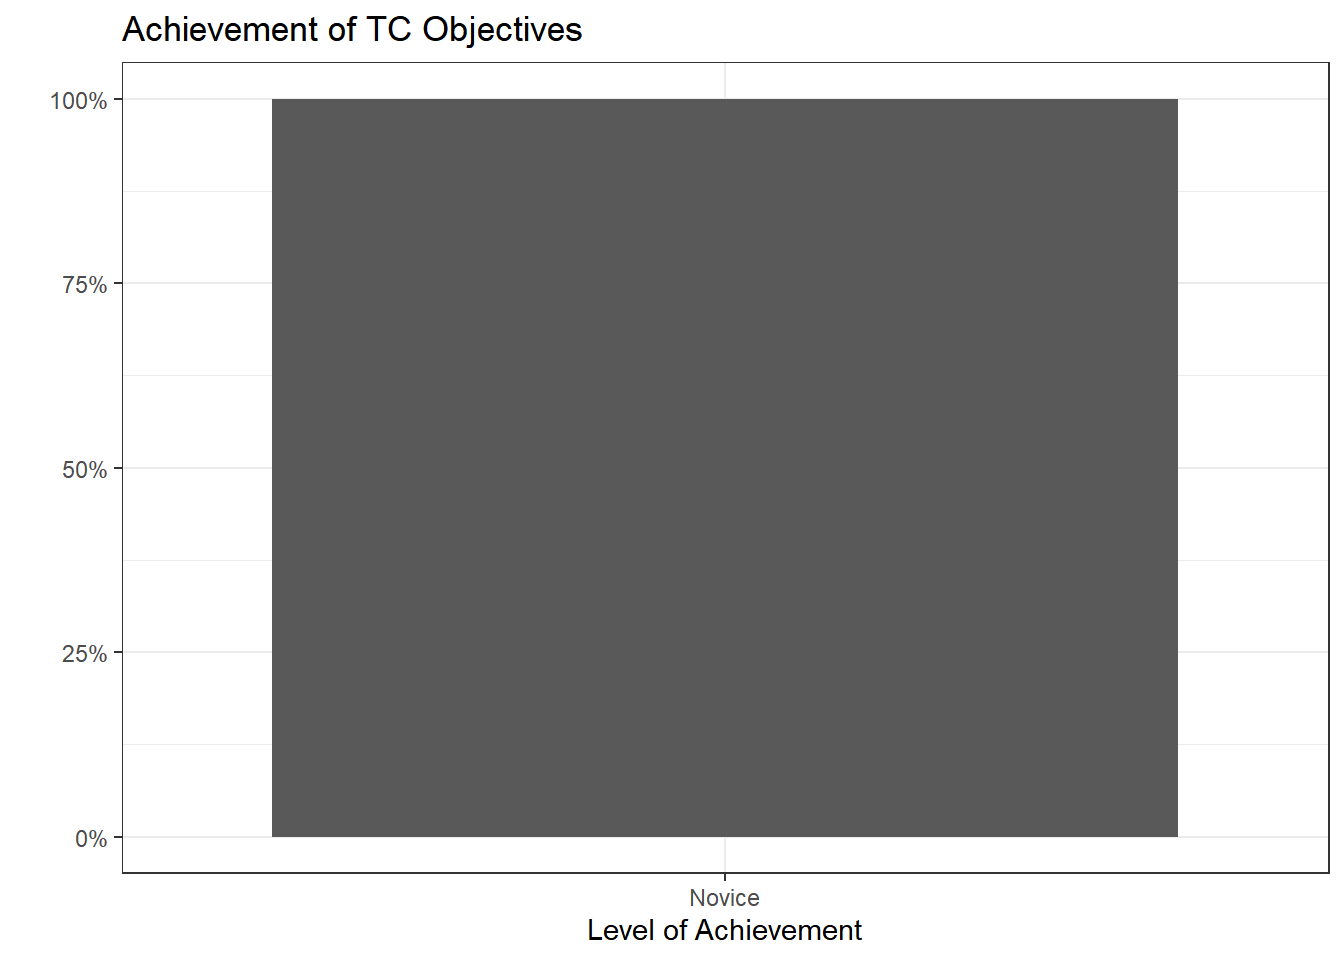 Achievement of TC Objectives
100%
75%
50%
25%
0%
Novice
Level of Achievement